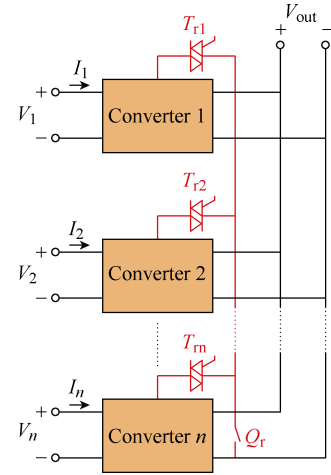 V_out
T_r1
+ −
I_1
+
V_1
Converter 1
−
T_r2
I_2
+
V_2
Converter 2
−
T_rn
I_n
+
V_n
Converter n
Q_r
−